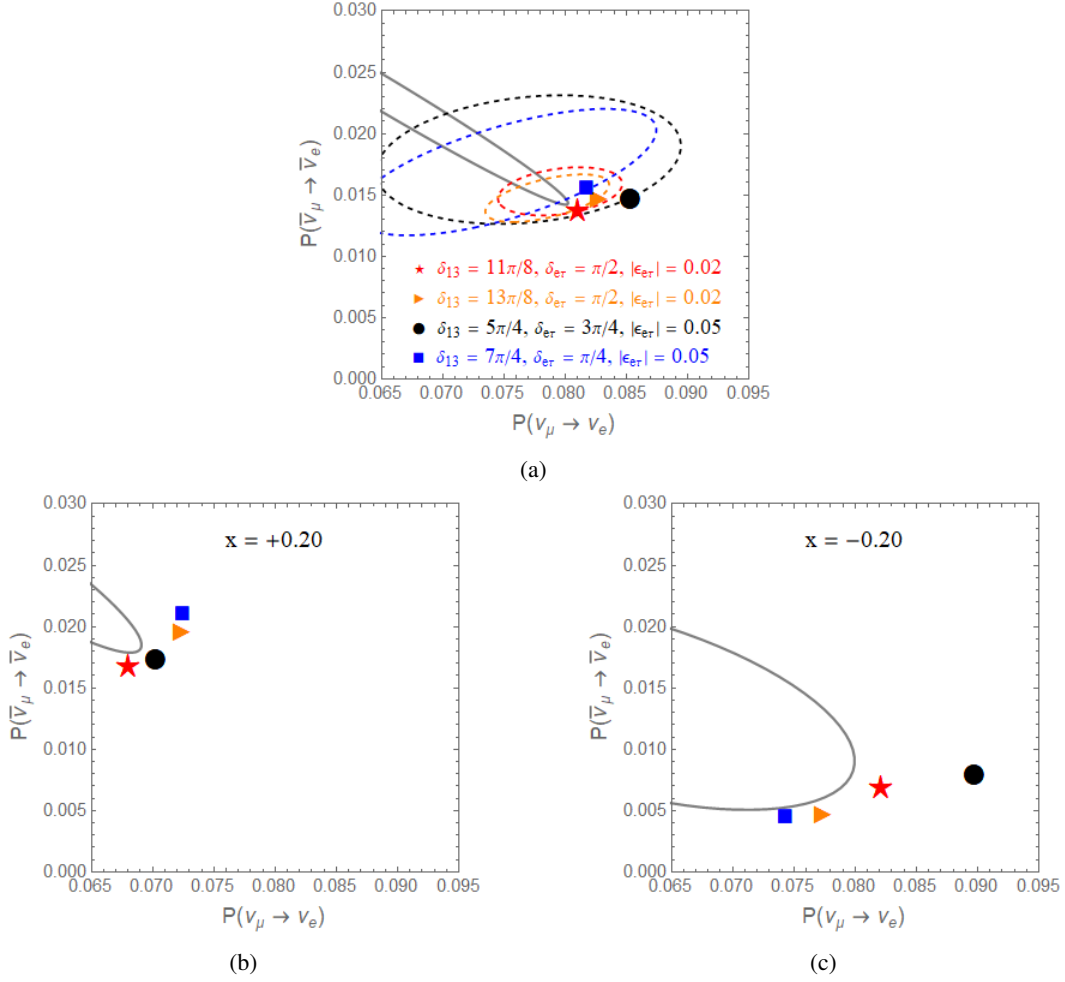 0.030
0.025
0.020
0.015
0.010
0.005
0.000
P(ν̅μ → ν̅e)
★ δ13 = 11π/8, δeτ = π/2, |ϵeτ| = 0.02
▶ δ13 = 13π/8, δeτ = π/2, |ϵeτ| = 0.02
● δ13 = 5π/4, δeτ = 3π/4, |ϵeτ| = 0.05
■ δ13 = 7π/4, δeτ = π/4, |ϵeτ| = 0.05
0.065 0.070 0.075 0.080 0.085 0.090 0.095
P(νμ → νe)
(a)
0.030
0.025
0.020
0.015
0.010
0.005
0.000
P(ν̅μ → ν̅e)
x = +0.20
0.065 0.070 0.075 0.080 0.085 0.090 0.095
P(νμ → νe)
(b)
0.030
0.025
0.020
0.015
0.010
0.005
0.000
P(ν̅μ → ν̅e)
x = −0.20
0.065 0.070 0.075 0.080 0.085 0.090 0.095
P(νμ → νe)
(c)